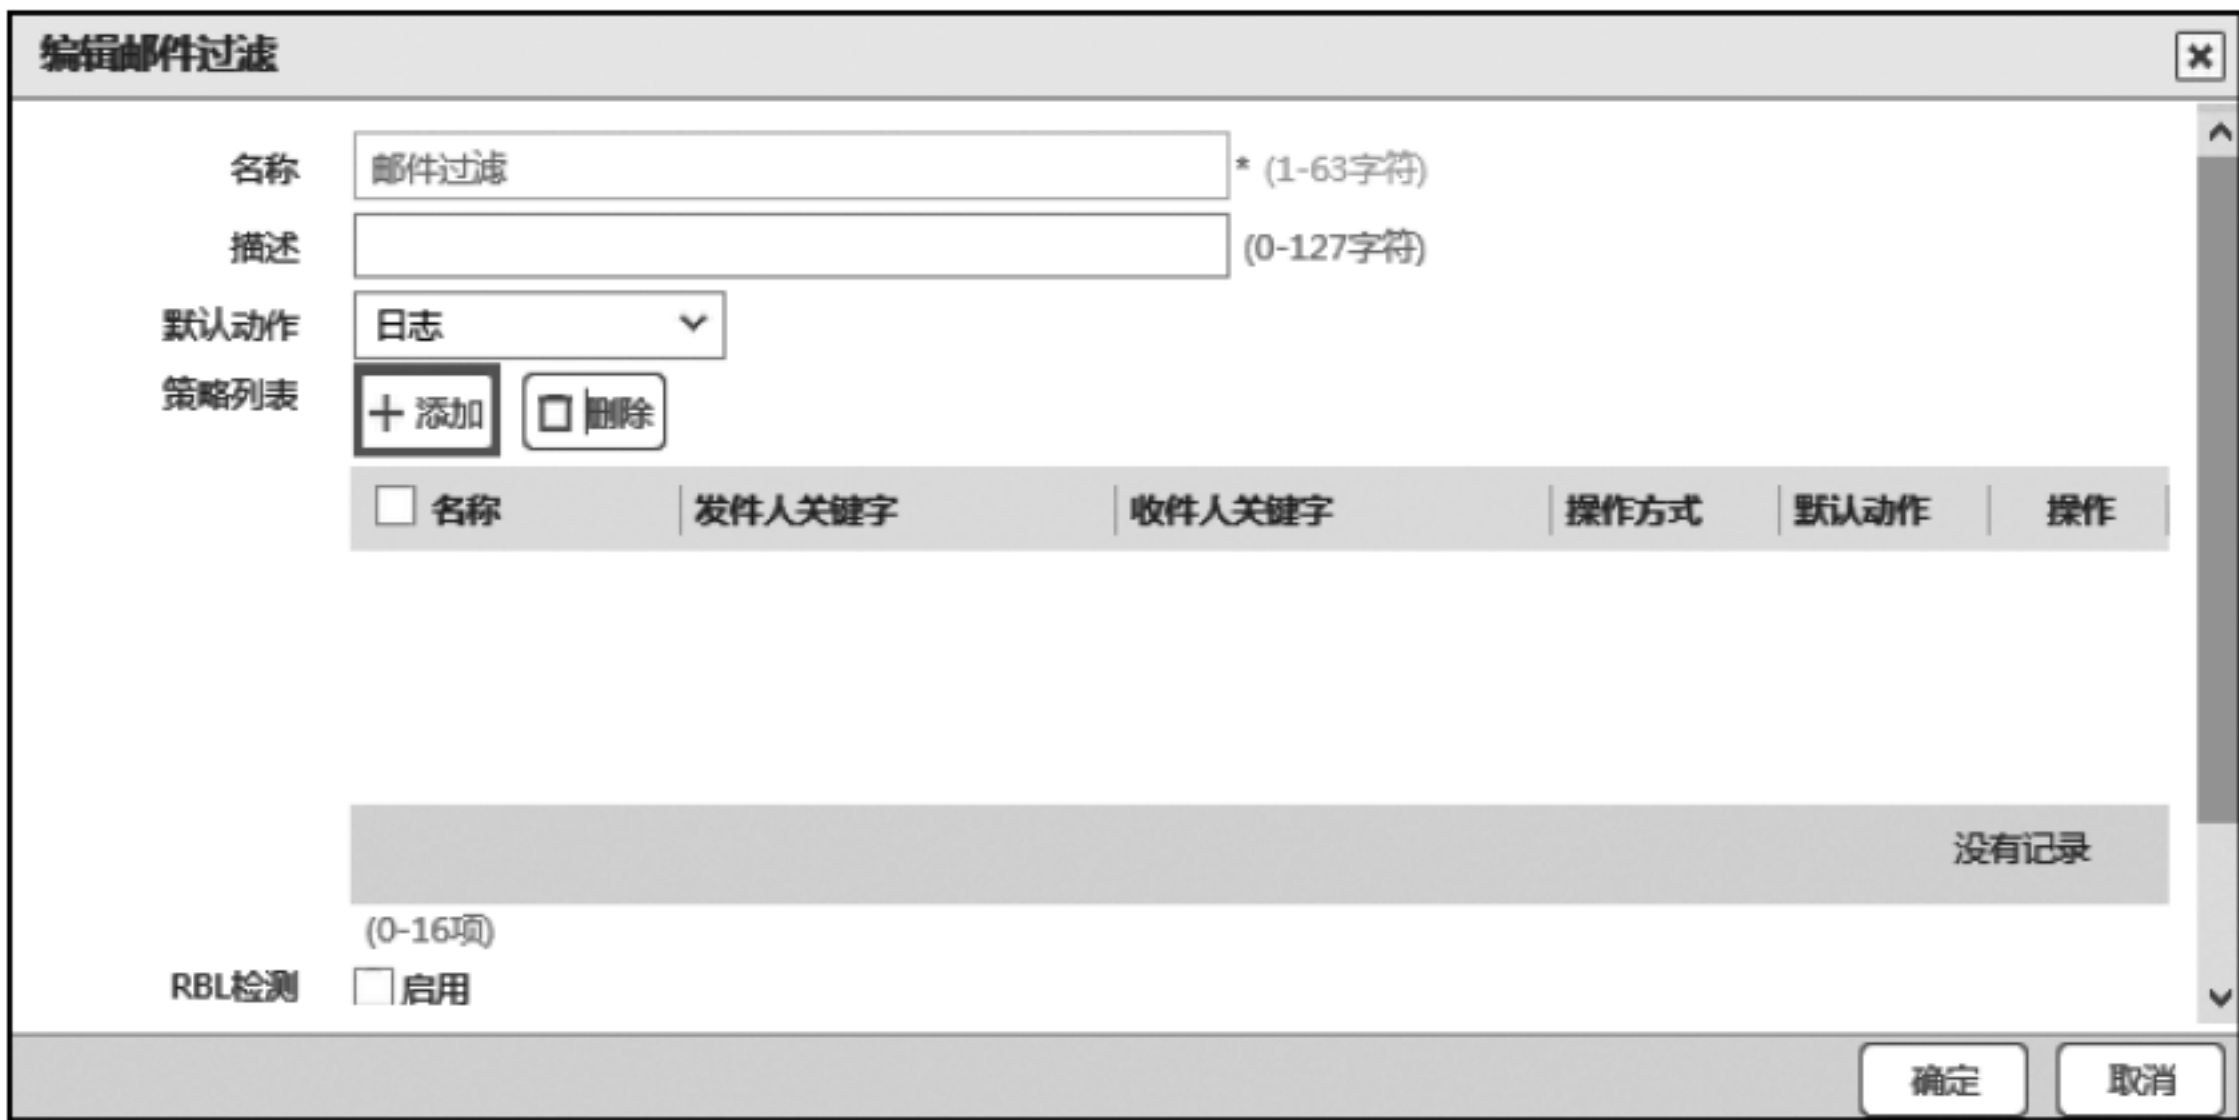 编辑邮件过滤
名称 邮件过滤 * (1-63字符)
描述 (0-127字符)
默认动作 日志
策略列表 添加 删除
名称 发件人关键字 收件人关键字 操作方式 默认动作 操作
没有记录
(0-16项)
RBL检测 启用
确定 取消